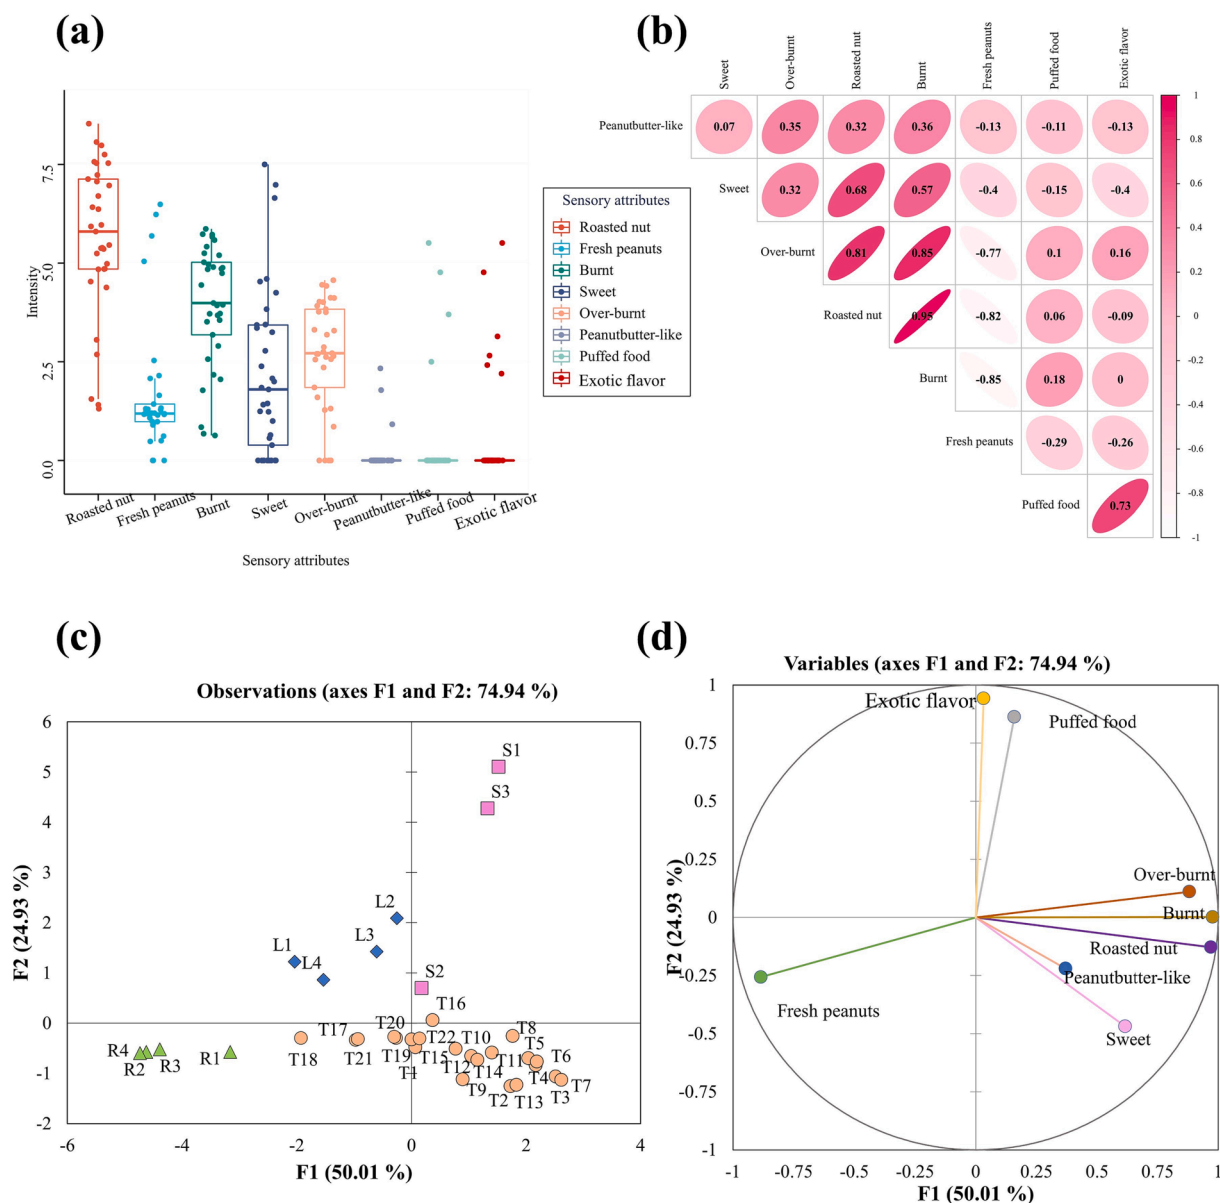 (a)
Intensity
7.5
5.0
2.5
0.0
Roasted nut
Fresh peanuts
Burnt
Sweet
Over-burnt
Peanutbutter-like
Puffed food
Exotic flavor
Sensory attributes
Sensory attributes
Roasted nut
Fresh peanuts
Burnt
Sweet
Over-burnt
Peanutbutter-like
Puffed food
Exotic flavor
(b)
Sweet
Over-burnt
Roasted nut
Burnt
Fresh peanuts
Puffed food
Exotic flavor
Peanutbutter-like 0.07 0.35 0.32 0.36 -0.13 -0.11 -0.13
Sweet 0.32 0.68 0.57 -0.4 -0.15 -0.4
Over-burnt 0.81 0.85 -0.77 0.1 0.16
Roasted nut 0.95 -0.82 0.06 -0.09
Burnt -0.85 0.18 0
Fresh peanuts -0.29 -0.26
Puffed food 0.73
1
0.8
0.6
0.4
0.2
0
-0.2
-0.4
-0.6
-0.8
-1
(c)
Observations (axes F1 and F2: 74.94 %)
F2 (24.93 %)
6
5
4
3
2
1
0
-1
-2
S1
S3
L2
L3
L1
L4
S2
T16
T17
T20
T22
T10
T8
T5
T6
R4
R2
R3
R1
T18
T21
T19
T1
T15
T12
T14
T11
T4
T7
T9
T2
T13
T3
-6 -4 -2 0 2 4
F1 (50.01 %)
(d)
Variables (axes F1 and F2: 74.94 %)
F2 (24.93 %)
1
0.75
0.5
0.25
0
-0.25
-0.5
-0.75
-1
Exotic flavor
Puffed food
Over-burnt
Burnt
Roasted nut
Peanutbutter-like
Fresh peanuts
Sweet
-1 -0.75 -0.5 -0.25 0 0.25 0.5 0.75 1
F1 (50.01 %)